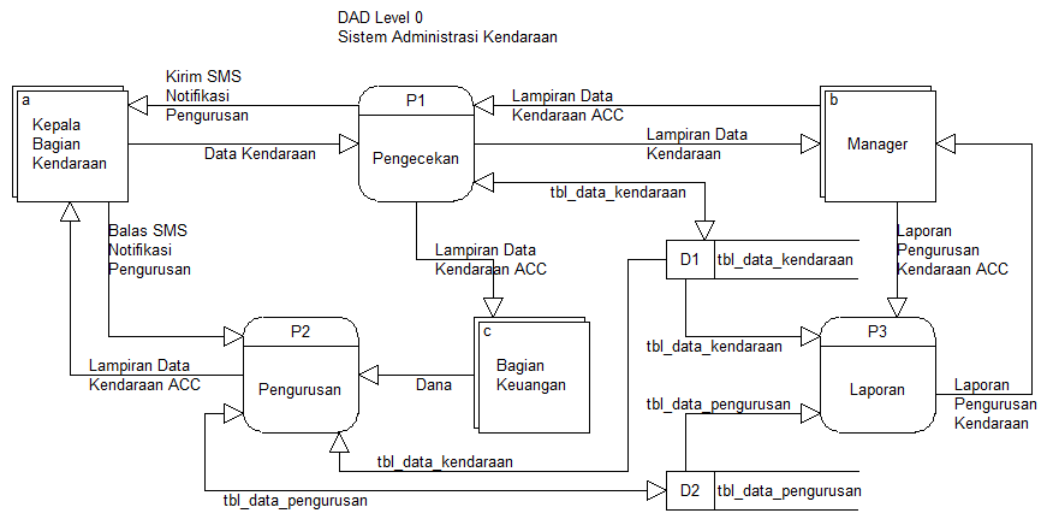 DAD Level 0
Sistem Administrasi Kendaraan
Kirim SMS
Notifikasi
Pengurusan
a
Kepala
Bagian
Kendaraan
Data Kendaraan
P1
Pengecekan
Lampiran Data
Kendaraan ACC
Lampiran Data
Kendaraan
b
Manager
tbl_data_kendaraan
Balas SMS
Notifikasi
Pengurusan
Lampiran Data
Kendaraan ACC
D1
tbl_data_kendaraan
Laporan
Pengurusan
Kendaraan ACC
P2
Pengurusan
Lampiran Data
Kendaraan ACC
Dana
c
Bagian
Keuangan
tbl_data_kendaraan
P3
Laporan
tbl_data_pengurusan
Laporan
Pengurusan
Kendaraan
tbl_data_kendaraan
tbl_data_pengurusan
D2
tbl_data_pengurusan